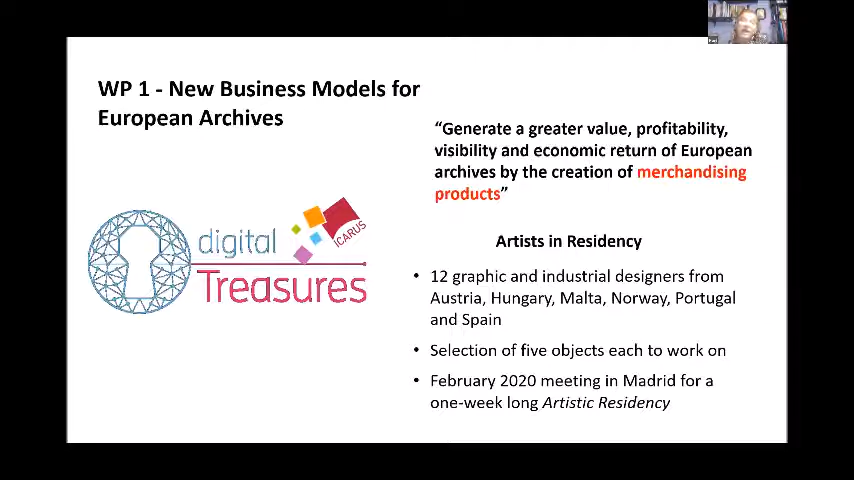 WP 1 - New Business Models for
European Archives
“Generate a greater value, profitability,
visibility and economic return of European
archives by the creation of merchandising
products”
digital
Treasures
ICARUS
Artists in Residency
• 12 graphic and industrial designers from
Austria, Hungary, Malta, Norway, Portugal
and Spain
• Selection of five objects each to work on
• February 2020 meeting in Madrid for a
one-week long Artistic Residency